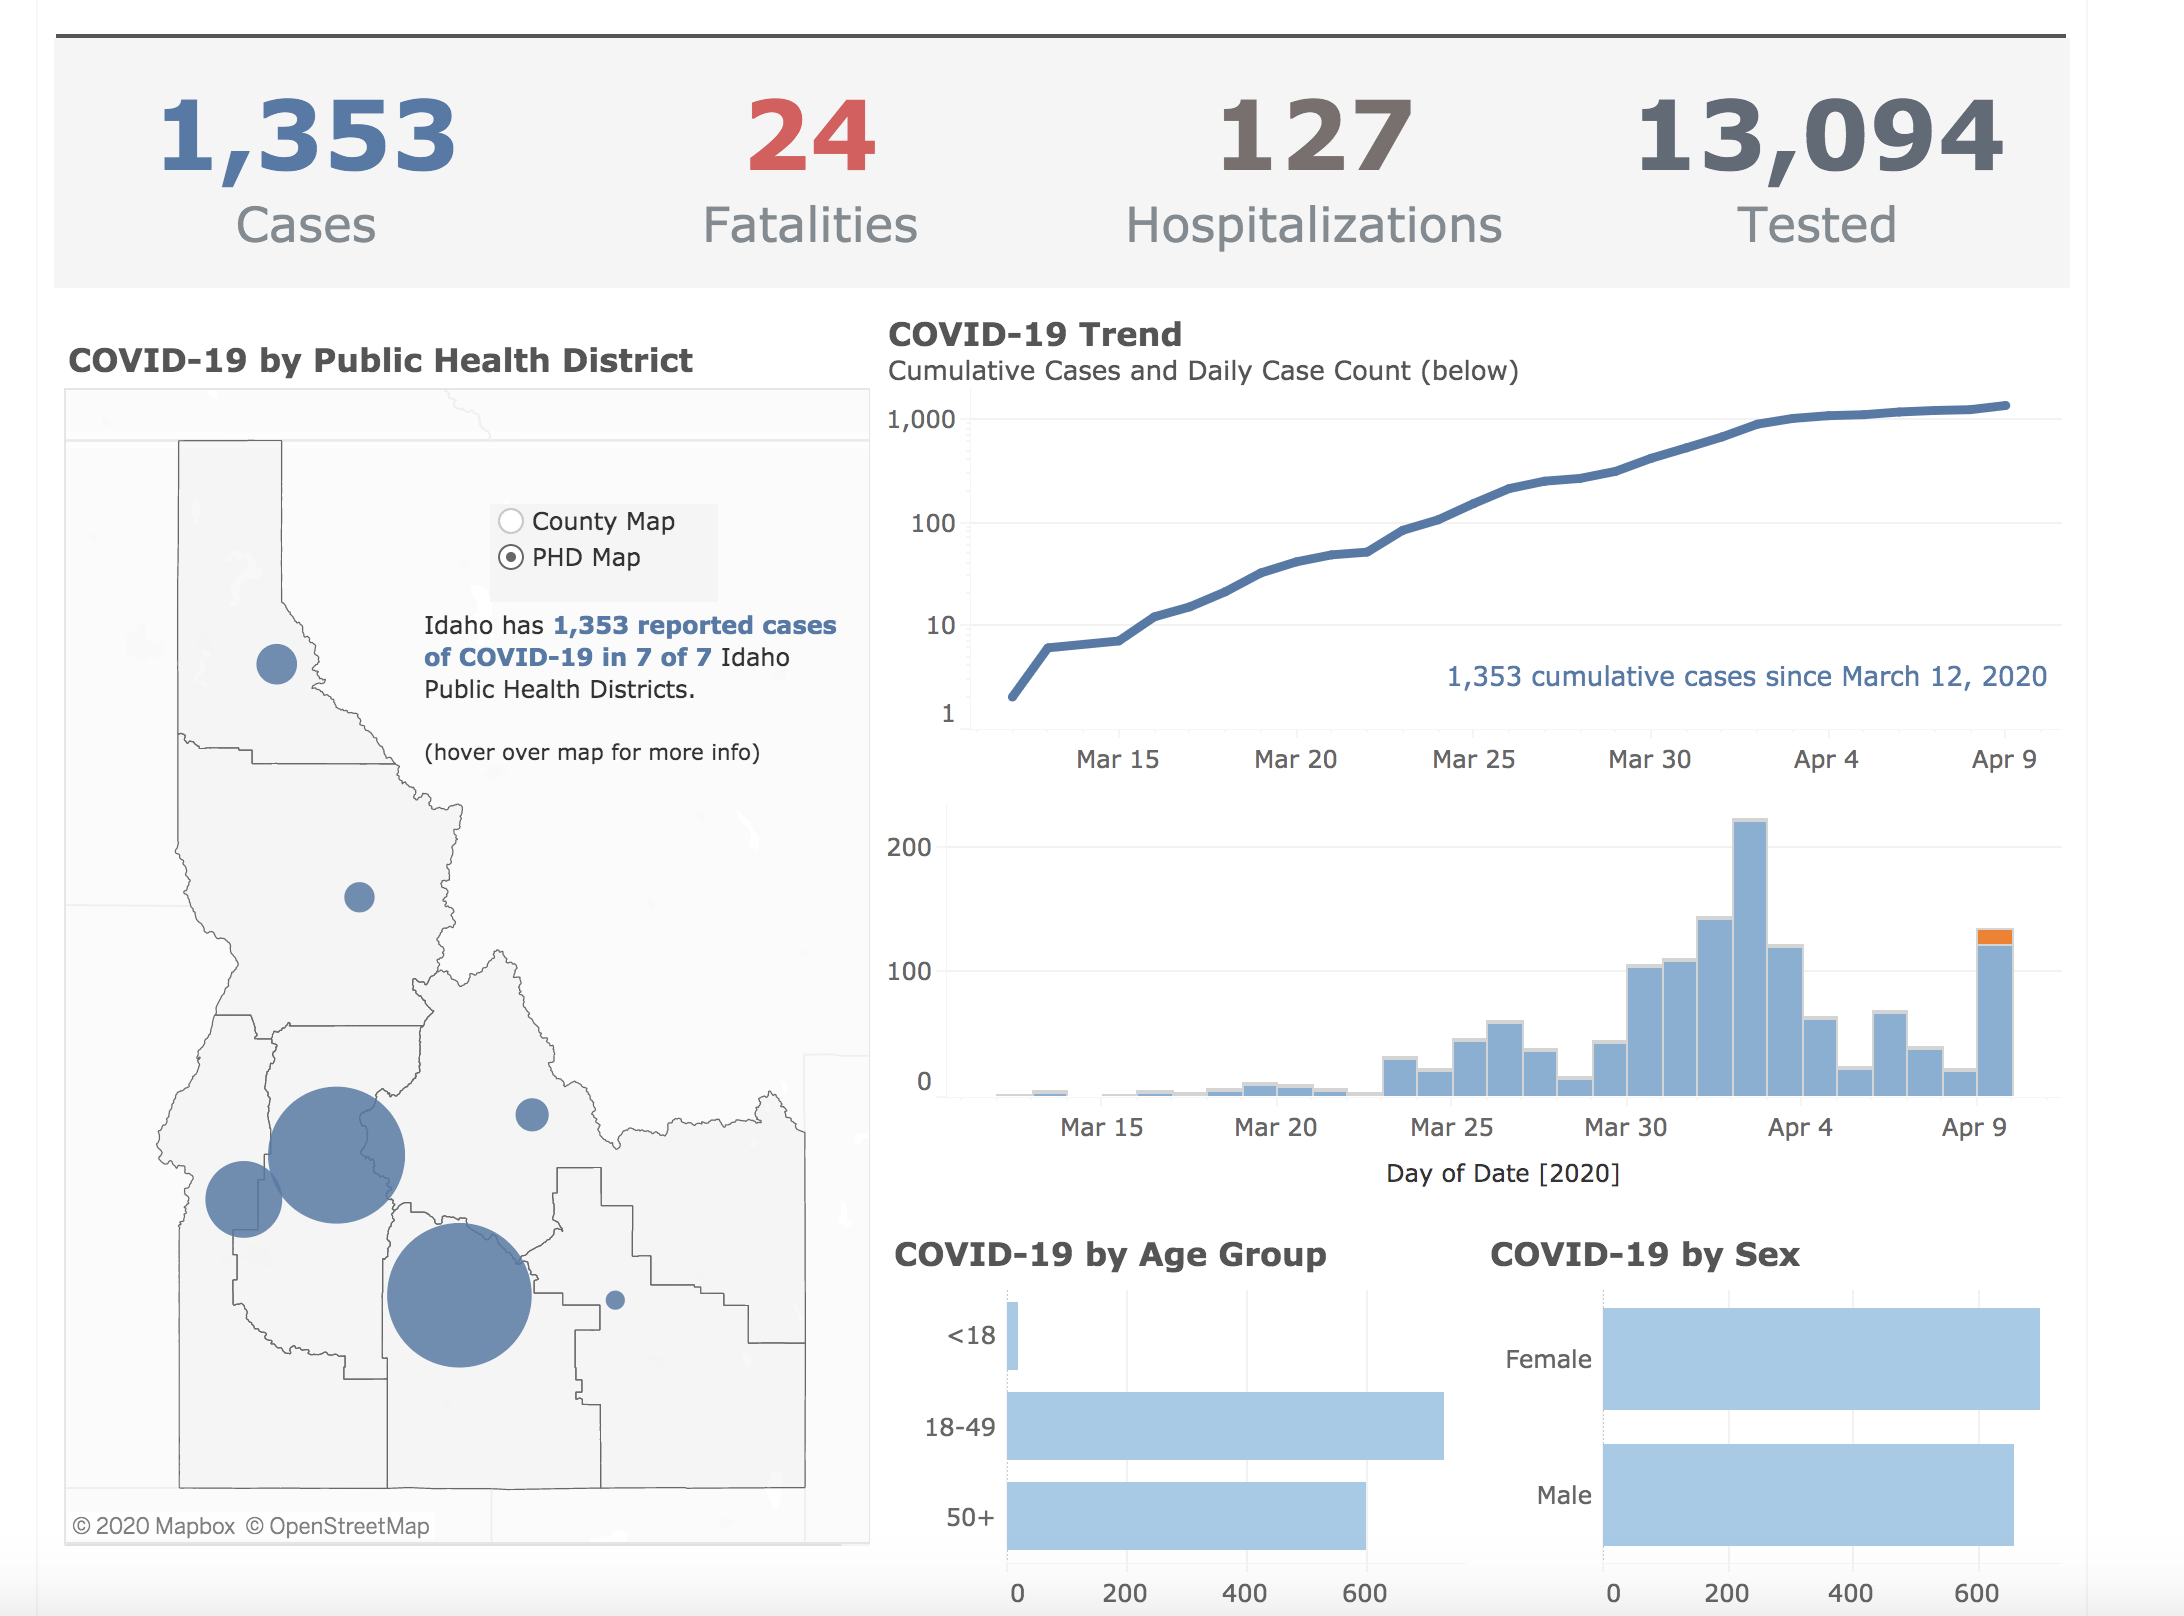 1,353
Cases
24
Fatalities
127
Hospitalizations
13,094
Tested
COVID-19 by Public Health District
County Map
PHD Map
Idaho has 1,353 reported cases
of COVID-19 in 7 of 7 Idaho
Public Health Districts.
(hover over map for more info)
© 2020 Mapbox © OpenStreetMap
COVID-19 Trend
Cumulative Cases and Daily Case Count (below)
1,000
100
10
1
1,353 cumulative cases since March 12, 2020
Mar 15 Mar 20 Mar 25 Mar 30 Apr 4 Apr 9
200
100
0
Mar 15 Mar 20 Mar 25 Mar 30 Apr 4 Apr 9
Day of Date [2020]
COVID-19 by Age Group
<18
18-49
50+
0 200 400 600
COVID-19 by Sex
Female
Male
0 200 400 600